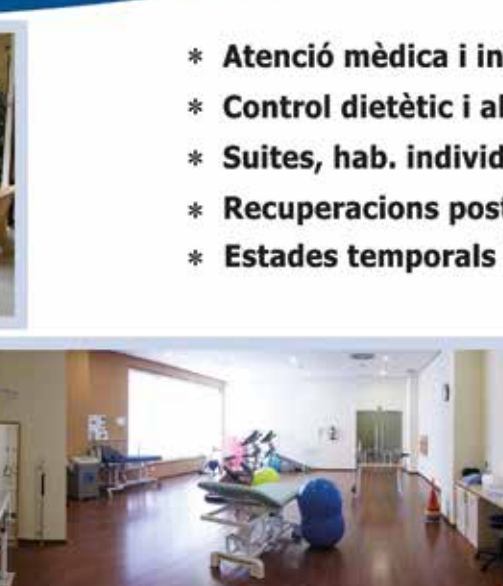 * Atenció mèdica i in
* Control dietètic i al
* Suites, hab. individ
* Recuperacions post
* Estades temporals